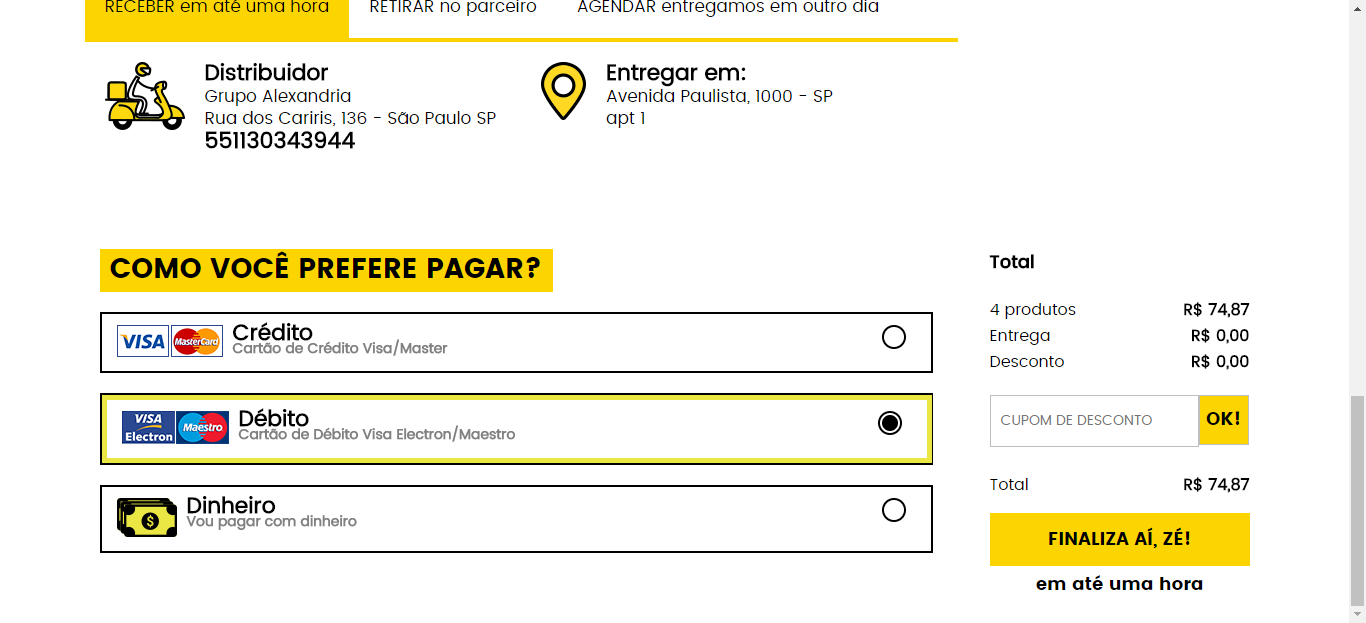 RECEBER em até uma hora RETIRAR no parceiro AGENDAR entregamos em outro dia
Distribuidor
Grupo Alexandria
Rua dos Cariris, 136 - São Paulo SP
551130343944
Entregar em:
Avenida Paulista, 1000 - SP
apt 1
COMO VOCÊ PREFERE PAGAR?
VISA MasterCard
Crédito
Cartão de Crédito Visa/Master
VISA
Electron
Maestro
Débito
Cartão de Débito Visa Electron/Maestro
$
Dinheiro
Vou pagar com dinheiro
Total
4 produtos R$ 74,87
Entrega R$ 0,00
Desconto R$ 0,00
CUPOM DE DESCONTO OK!
Total R$ 74,87
FINALIZA AÍ, ZÉ!
em até uma hora